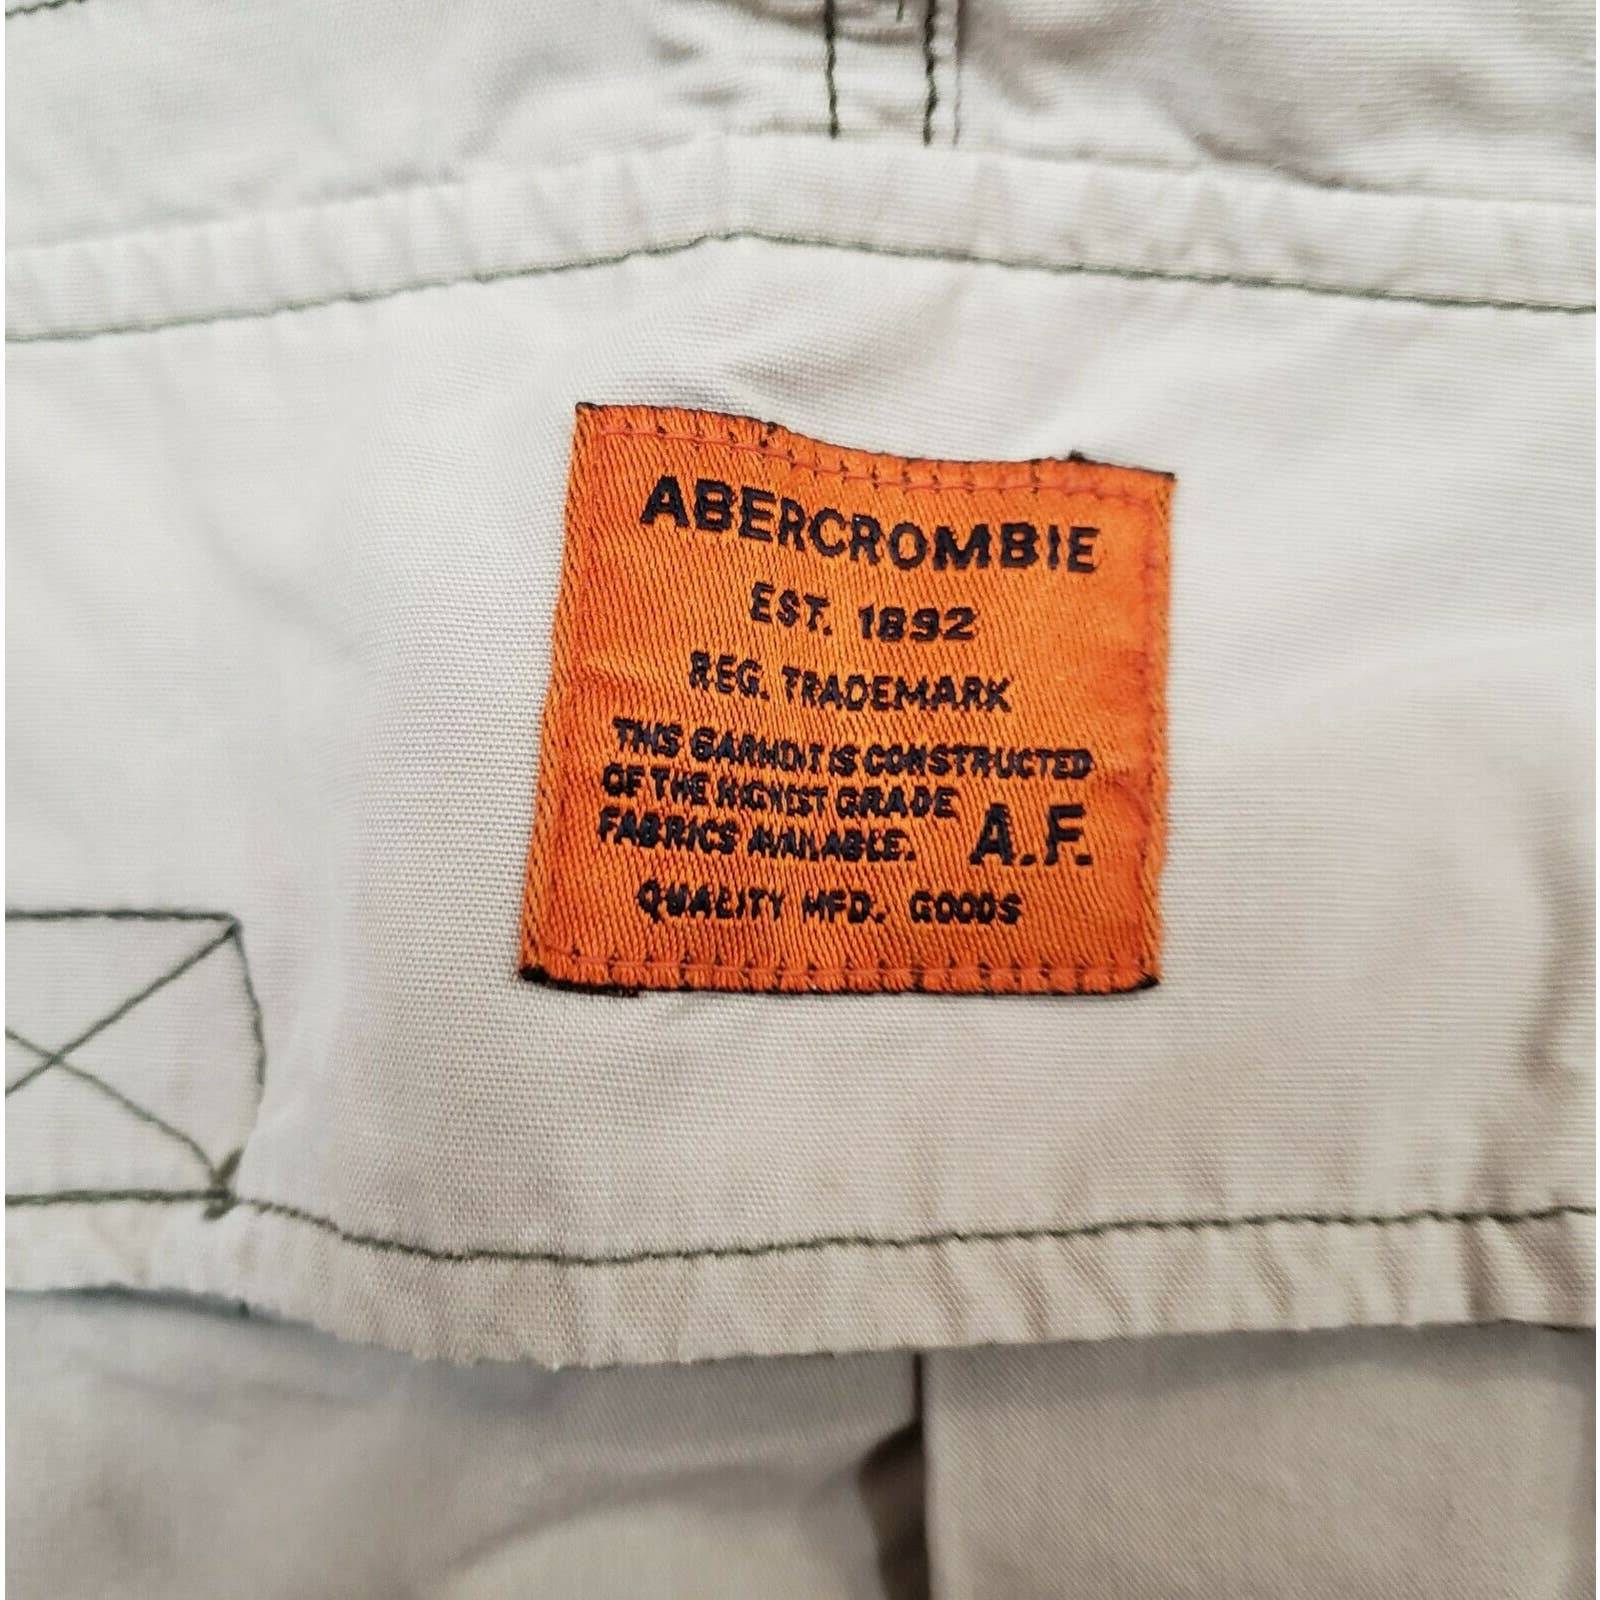 ABERCROMBIE
EST. 1892
REG. TRADEMARK
THIS GARMENT IS CONSTRUCTED
OF THE HIGHEST GRADE
FABRICS AVAILABLE. A.F.
QUALITY MFD. GOODS